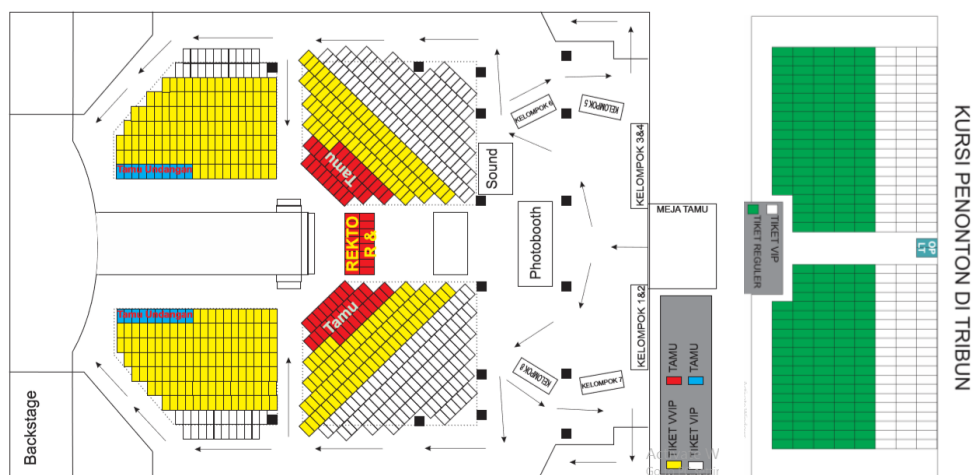 Tamu Undangan
Tamu
Sound
KELOMPOK 6
KELOMPOK 5
KELOMPOK 3&4
REKTO
R &
Photobooth
MEJA TAMU
Tamu Undangan
Tamu
KELOMPOK 8
KELOMPOK 7
KELOMPOK 1&2
Backstage
TAMU
TAMU
TIKET VVIP
TIKET VIP
TIKET VIP
TIKET REGULER
OP
LT
KURSI PENONTON DI TRIBUN